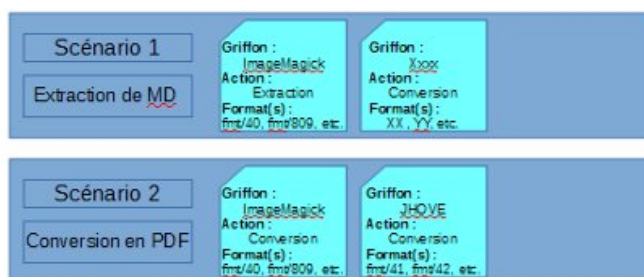 Scénario 1
Extraction de MD
Griffon :
ImageMagick
Action :
Extraction
Format(s) :
fmt/40, fmt/809, etc.
Griffon :
Xxxx
Action :
Conversion
Format(s) :
XX , YY, etc.
Scénario 2
Conversion en PDF
Griffon :
ImageMagick
Action :
Conversion
Format(s) :
fmt/40, fmt/809, etc.
Griffon :
JHOVE
Action :
Conversion
Format(s) :
fmt/41, fmt/42, etc.